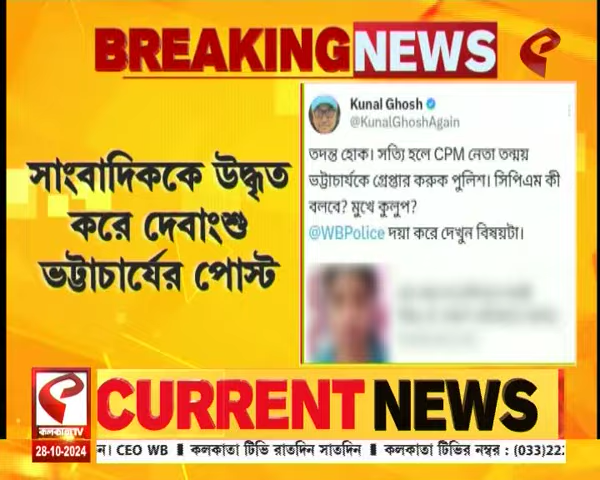 BREAKING NEWS
Kunal Ghosh
@KunalGhoshAgain
তদন্ত হোক। সত্যি হলে CPM নেতা তন্ময়
ভট্টাচার্যকে গ্রেপ্তার করুক পুলিশ। সিপিএম কী
বলবে? মুখে কুলুপ?
@WBPolice দয়া করে দেখুন বিষয়টা।
সাংবাদিককে উদ্ধৃত
করে দেবাংশু
ভট্টাচার্যের পোস্ট
CURRENT NEWS
কলকাতাTV
28-10-2024 ন। CEO WB ॥ কলকাতা টিভি রাতদিন সাতদিন ॥ কলকাতা টিভির নম্বর : (033)22